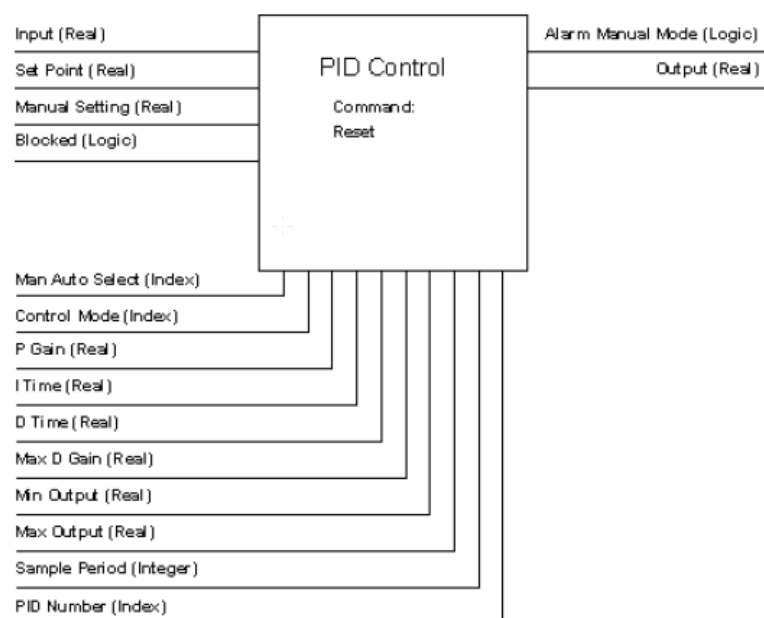 Input (Real)
Set Point (Real)
Manual Setting (Real)
Blocked (Logic)
PID Control
Command:
Reset
Alarm Manual Mode (Logic)
Output (Real)
Man Auto Select (Index)
Control Mode (Index)
P Gain (Real)
I Time (Real)
D Time (Real)
Max D Gain (Real)
Min Output (Real)
Max Output (Real)
Sample Period (Integer)
PID Number (Index)